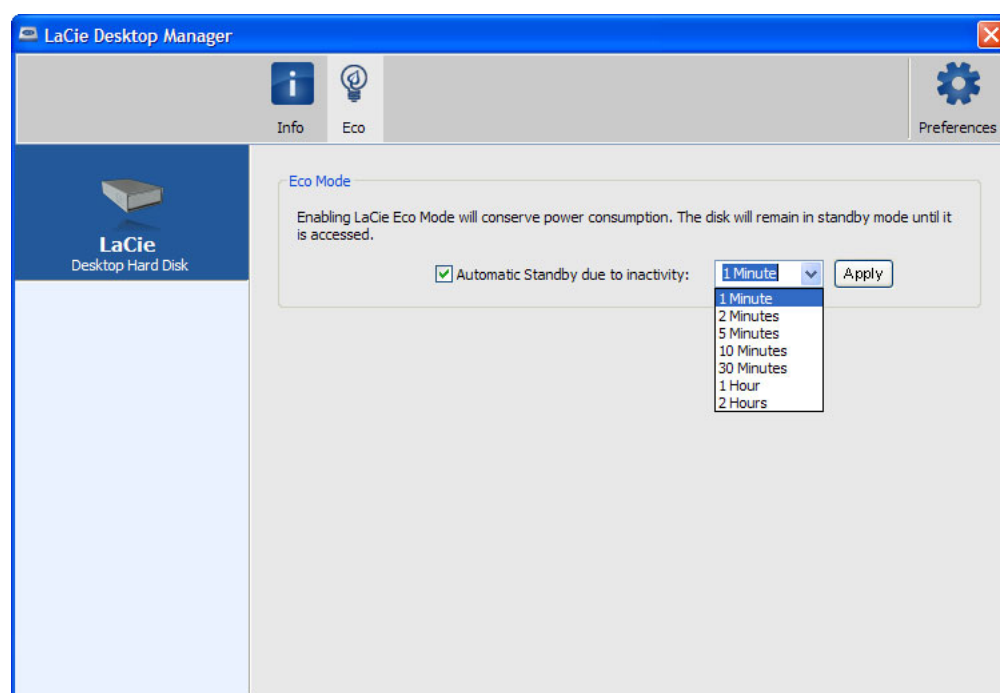 LaCie Desktop Manager
Info
Eco
Preferences
LaCie
Desktop Hard Disk
Eco Mode
Enabling LaCie Eco Mode will conserve power consumption. The disk will remain in standby mode until it
is accessed.
Automatic Standby due to inactivity:
1 Minute
Apply
1 Minute
2 Minutes
5 Minutes
10 Minutes
30 Minutes
1 Hour
2 Hours